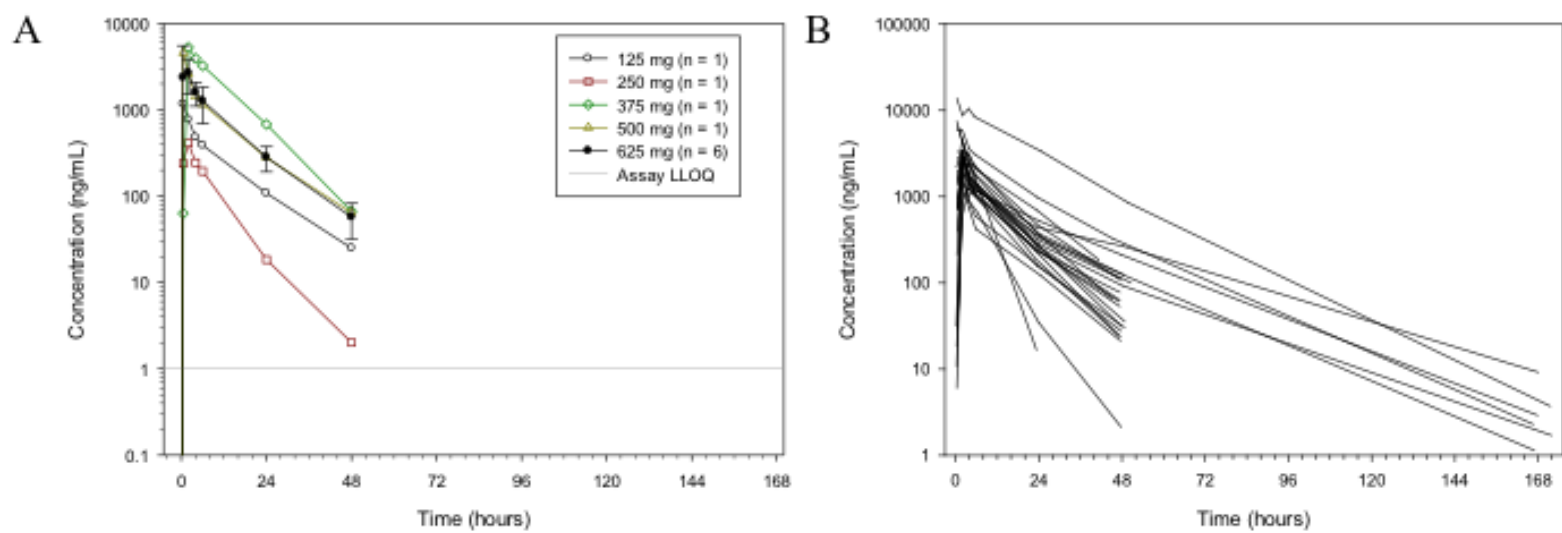 A
Concentration (ng/mL)
10000
1000
100
10
1
0.1
0
24
48
72
96
120
144
168
Time (hours)
125 mg (n = 1)
250 mg (n = 1)
375 mg (n = 1)
500 mg (n = 1)
625 mg (n = 6)
Assay LLOQ
B
Concentration (ng/mL)
100000
10000
1000
100
10
1
0
24
48
72
96
120
144
168
Time (hours)